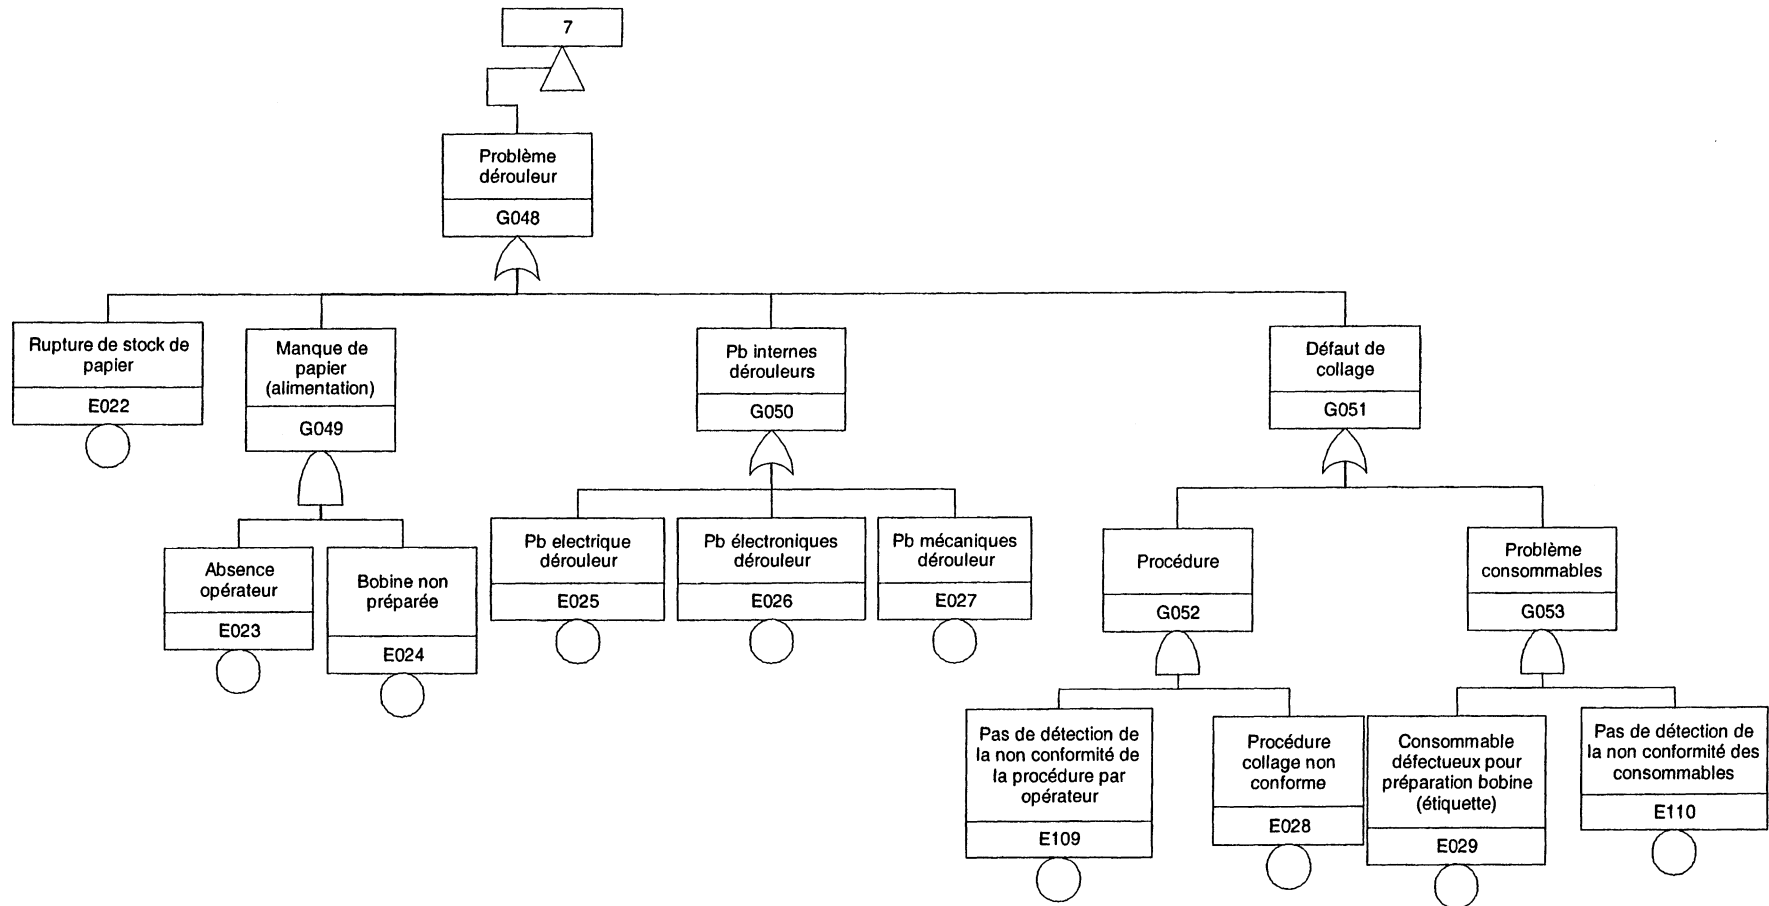 7
Problème
dérouleur
G048
Rupture de stock de
papier
E022
Manque de
papier
(alimentation)
G049
Pb internes
dérouleurs
G050
Défaut de
collage
G051
Absence
opérateur
E023
Bobine non
préparée
E024
Pb electrique
dérouleur
E025
Pb électroniques
dérouleur
E026
Pb mécaniques
dérouleur
E027
Procédure
G052
Problème
consommables
G053
Pas de détection de
la non conformité de
la procédure par
opérateur
E109
Procédure
collage non
conforme
E028
Consommable
défectueux pour
préparation bobine
(étiquette)
E029
Pas de détection de
la non conformité des
consommables
E110